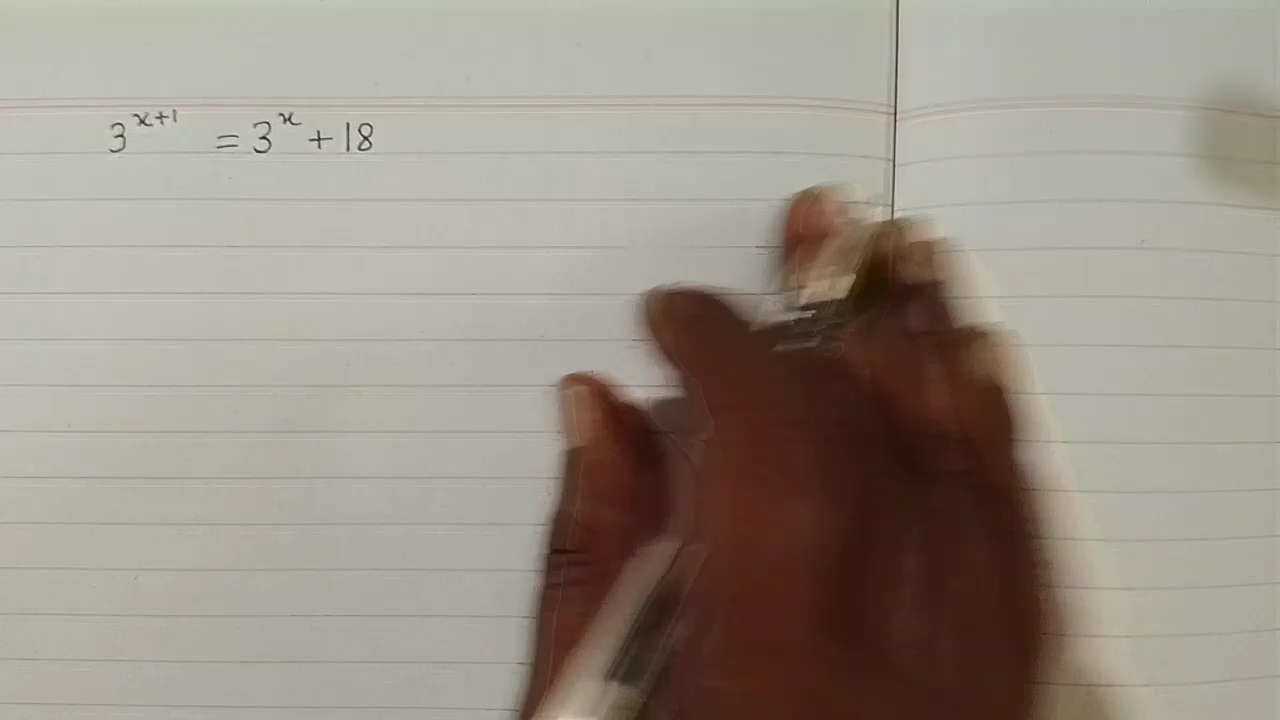 3^{x+1} = 3^x + 18